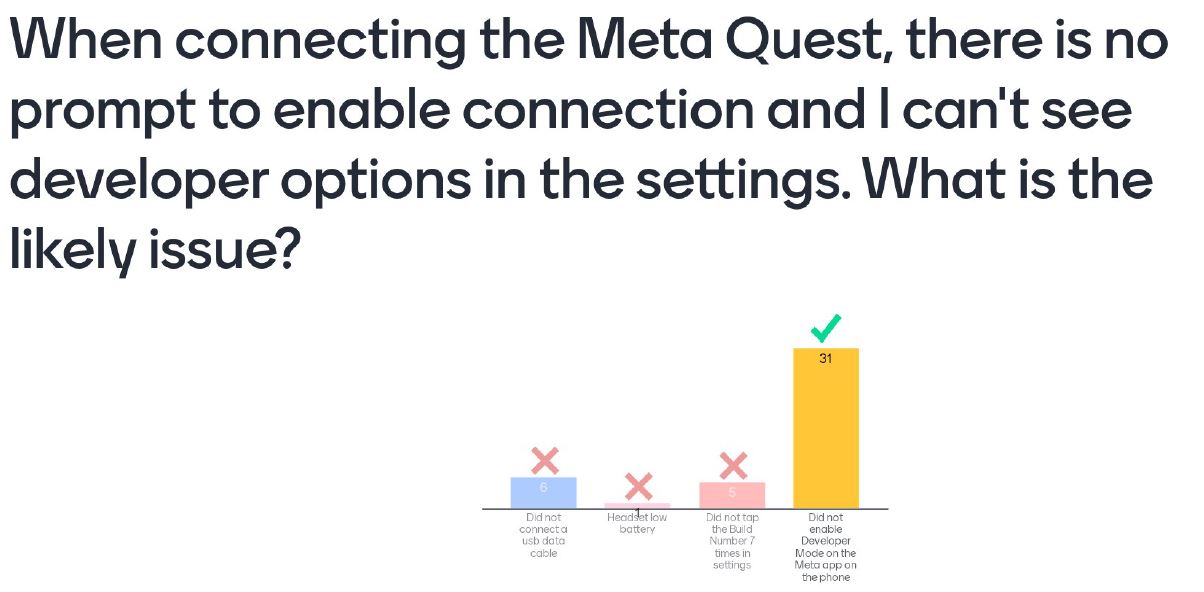 When connecting the Meta Quest, there is no
prompt to enable connection and I can't see
developer options in the settings. What is the
likely issue?
31
6
5
1
Did not
connect a
usb data
cable
Headset low
battery
Did not tap
the Build
Number 7
times in
settings
Did not
enable
Developer
Mode on the
Meta app on
the phone